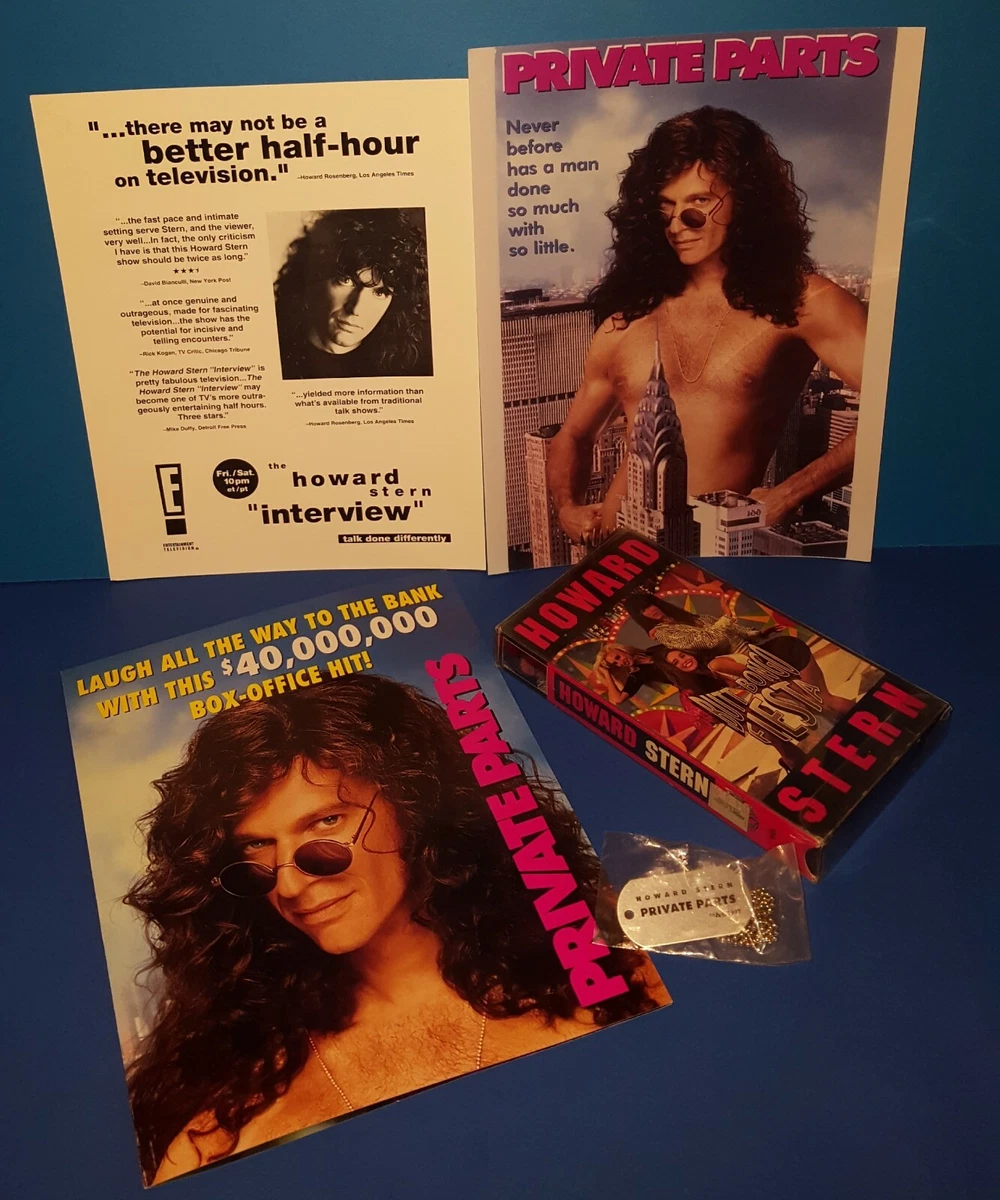 "...there may not be a
better half-hour
on television."
–Howard Rosenberg, Los Angeles Times
"...the fast pace and intimate
setting serve Stern, and the viewer,
very well...In fact, the only criticism
I have is that this Howard Stern
show should be twice as long."
★★★½
–David Bianculli, New York Post
"...at once genuine and
outrageous, made for fascinating
television...the show has the
potential for incisive and
telling encounters."
–Rick Kogan, TV Critic, Chicago Tribune
"The Howard Stern "Interview" is
pretty fabulous television...The
Howard Stern "Interview" may
become one of TV's more outra-
geously entertaining half hours.
Three stars."
–Mike Duffy, Detroit Free Press
"...yielded more information than
what's available from traditional
talk shows."
–Howard Rosenberg, Los Angeles Times
E!
ENTERTAINMENT
TELEVISION
Fri./Sat.
10pm
et/pt
the
howard
stern
"interview"
talk done differently
PRIVATE PARTS
Never
before
has a man
done
so much
with
so little.
LAUGH ALL THE WAY TO THE BANK
WITH THIS $40,000,000
BOX-OFFICE HIT!
PRIVATE PARTS
HOWARD
STERN
BUTT BONGO
FIESTA
HOWARD STERN
HOWARD STERN
PRIVATE PARTS